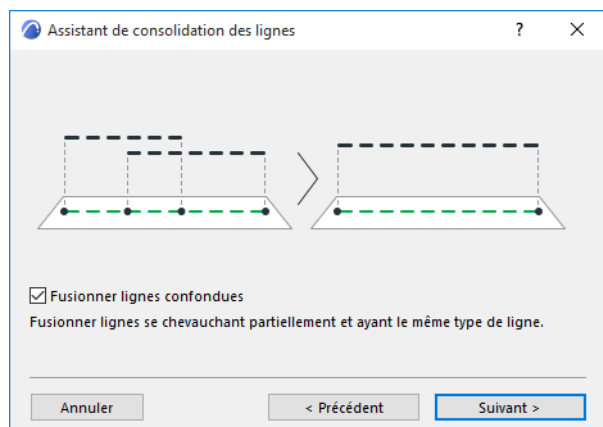 Assistant de consolidation des lignes
?
Fusionner lignes confondues
Fusionner lignes se chevauchant partiellement et ayant le même type de ligne.
Annuler
< Précédent
Suivant >